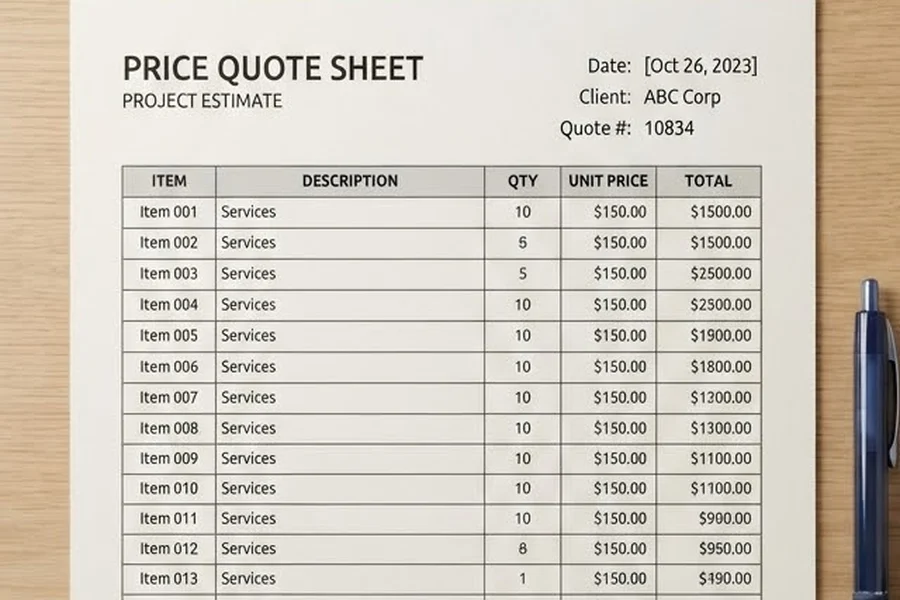 PRICE QUOTE SHEET
PROJECT ESTIMATE
Date: [Oct 26, 2023]
Client: ABC Corp
Quote #: 10834
ITEM DESCRIPTION QTY UNIT PRICE TOTAL
Item 001 Services 10 $150.00 $1500.00
Item 002 Services 5 $150.00 $1500.00
Item 003 Services 5 $150.00 $2500.00
Item 004 Services 10 $150.00 $2500.00
Item 005 Services 10 $150.00 $1900.00
Item 006 Services 10 $150.00 $1800.00
Item 007 Services 10 $150.00 $1200.00
Item 008 Services 10 $150.00 $1300.00
Item 009 Services 10 $150.00 $1100.00
Item 010 Services 10 $150.00 $1100.00
Item 011 Services 10 $150.00 $900.00
Item 012 Services 8 $150.00 $950.00
Item 013 Services 1 $150.00 $490.00